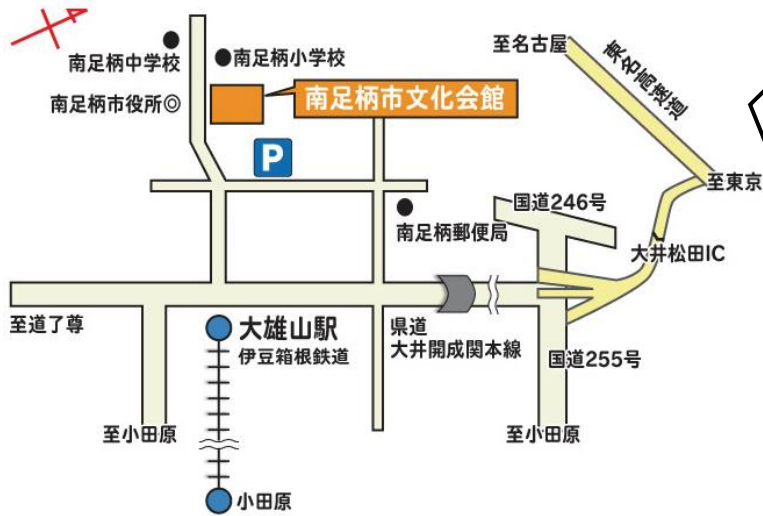 至名古屋
東名高速道
南足柄中学校
南足柄小学校
南足柄市役所
南足柄市文化会館
P
至東京
国道246号
南足柄郵便局
大井松田IC
至道了尊
大雄山駅
伊豆箱根鉄道
県道
大井開成関本線
国道255号
至小田原
至小田原
小田原